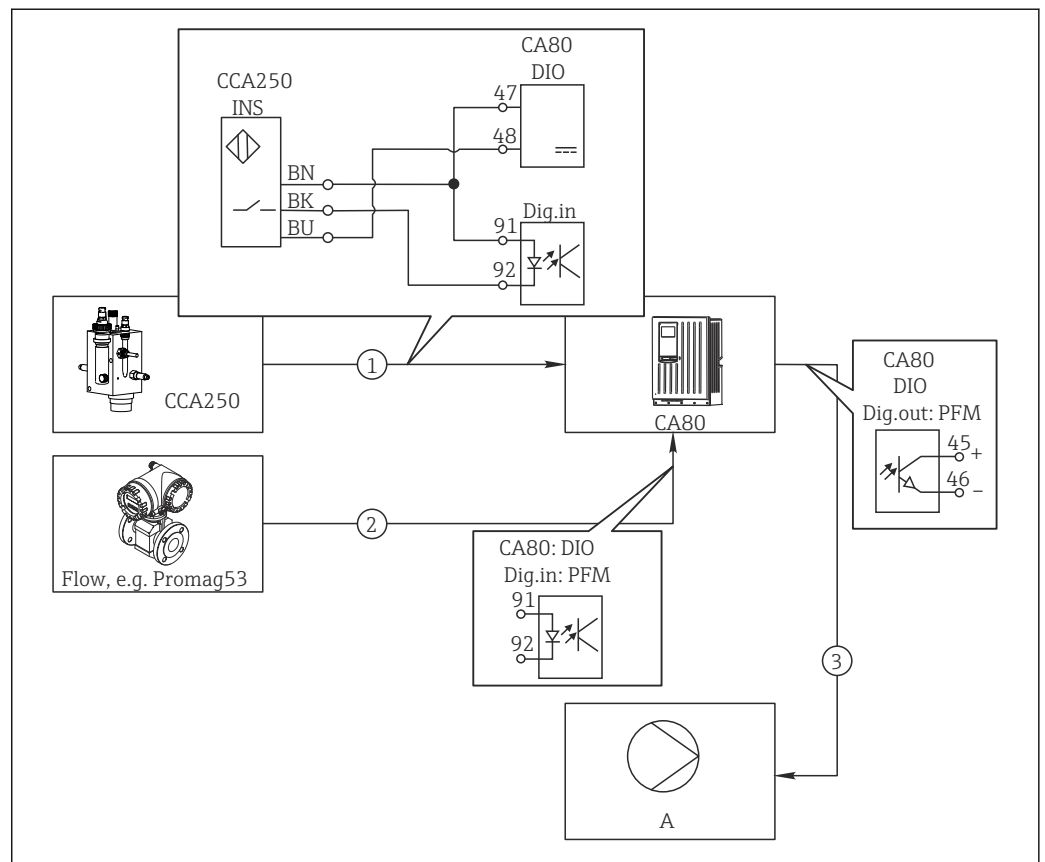 CA80
DIO
CCA250
INS
47
48
BN
BK
BU
Dig.in
91
92
1
CCA250
CA80
CA80
DIO
Dig.out: PFM
45 +
46 -
2
Flow, e.g. Promag53
CA80: DIO
Dig.in: PFM
91
92
3
A